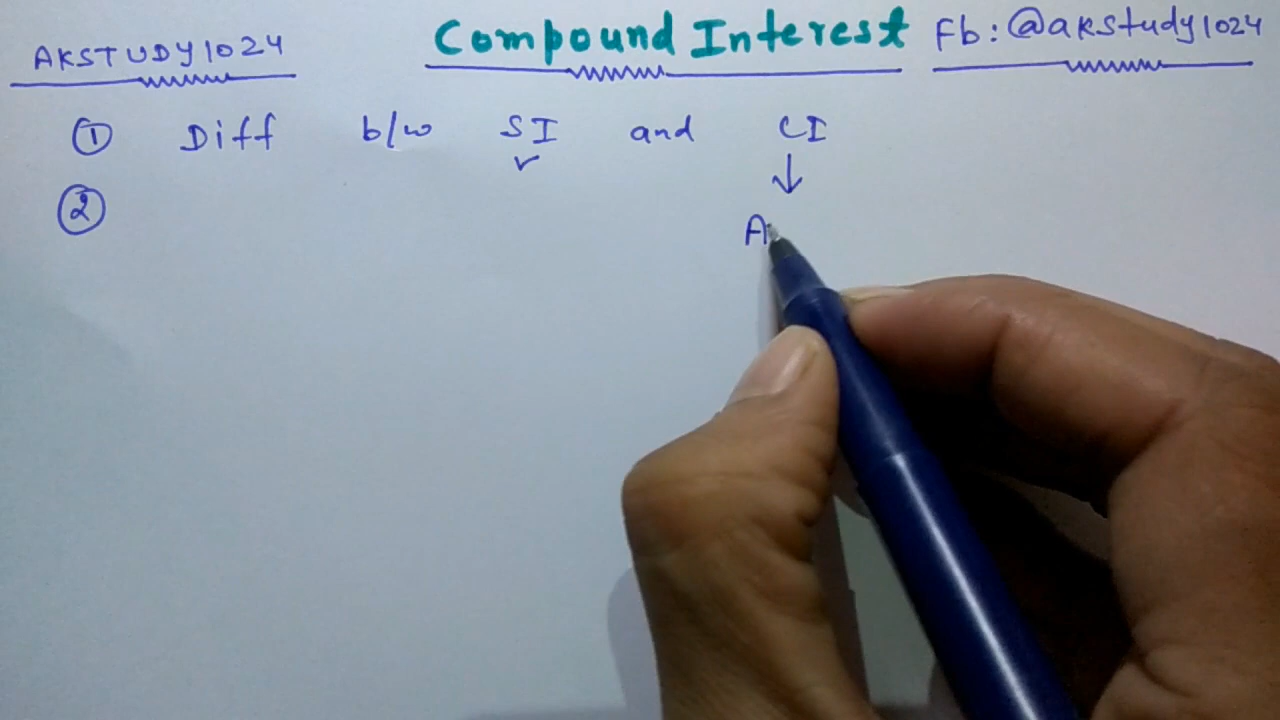 AKSTUDY1024 Compound Interest Fb: @akstudy1024
① Diff b/w SI and CI
②
A